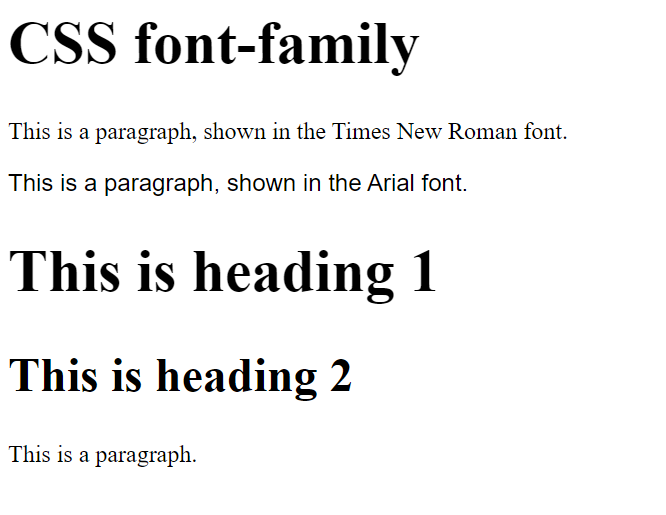 CSS font-family
This is a paragraph, shown in the Times New Roman font.
This is a paragraph, shown in the Arial font.
This is heading 1
This is heading 2
This is a paragraph.